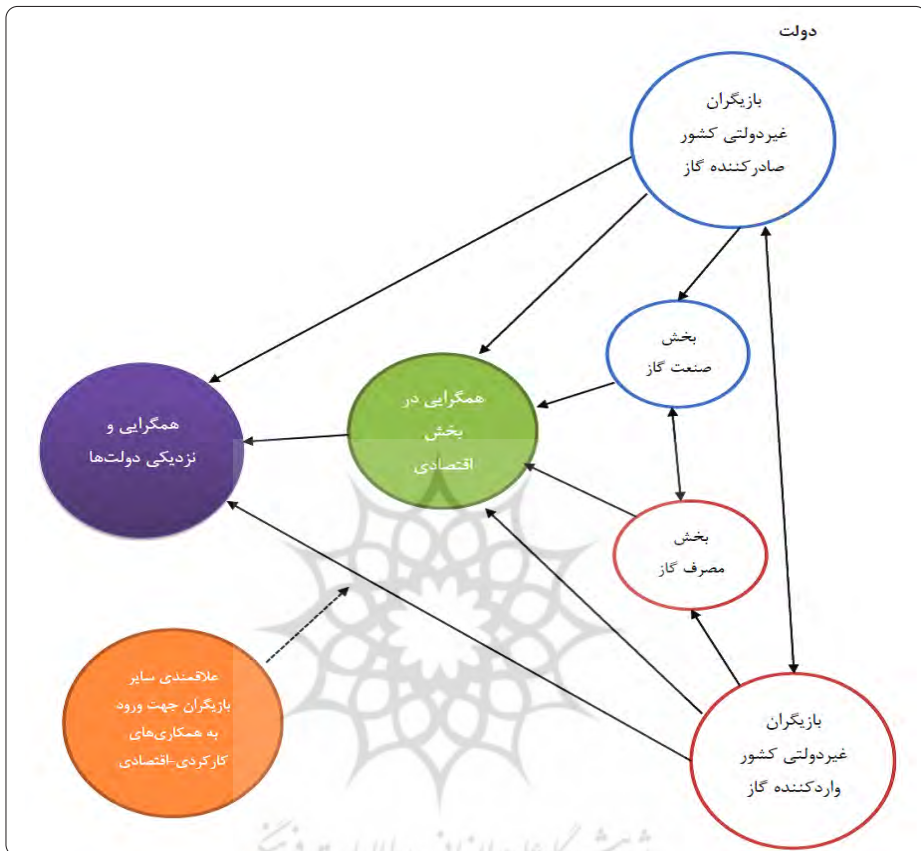 دولت
بازیگران
غیردولتی کشور
صادرکننده گاز
بخش
صنعت گاز
همگرایی در
بخش
اقتصادی
همگرایی و
نزدیکی دولت‌ها
بخش
مصرف گاز
علاقمندی سایر
بازیگران جهت ورود
به همکاری‌های
کارکردی-اقتصادی
بازیگران
غیردولتی کشور
واردکننده گاز